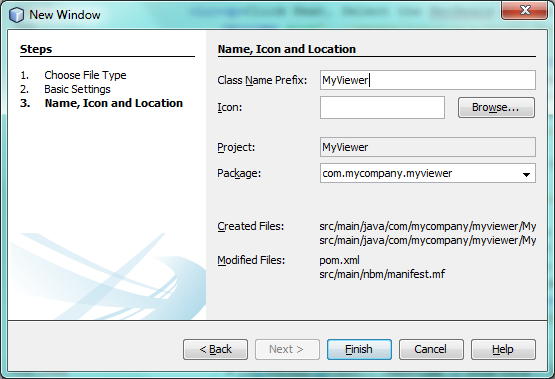 New Window
Steps
1. Choose File Type
2. Basic Settings
3. Name, Icon and Location
Name, Icon and Location
Class Name Prefix: MyViewer
Icon: Browse...
Project: MyViewer
Package: com.mycompany.myviewer
Created Files: src/main/java/com/mycompany/myviewer/My
src/main/java/com/mycompany/myviewer/My
Modified Files: pom.xml
src/main/nbm/manifest.mf
< Back Next > Finish Cancel Help